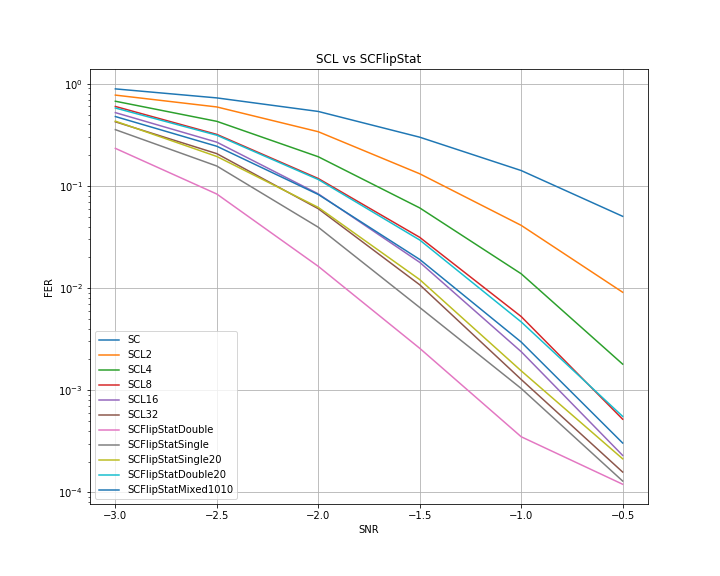 SCL vs SCFlipStat
10⁰
10⁻¹
10⁻²
10⁻³
10⁻⁴
FER
SC
SCL2
SCL4
SCL8
SCL16
SCL32
SCFlipStatDouble
SCFlipStatSingle
SCFlipStatSingle20
SCFlipStatDouble20
SCFlipStatMixed1010
−3.0 −2.5 −2.0 −1.5 −1.0 −0.5
SNR